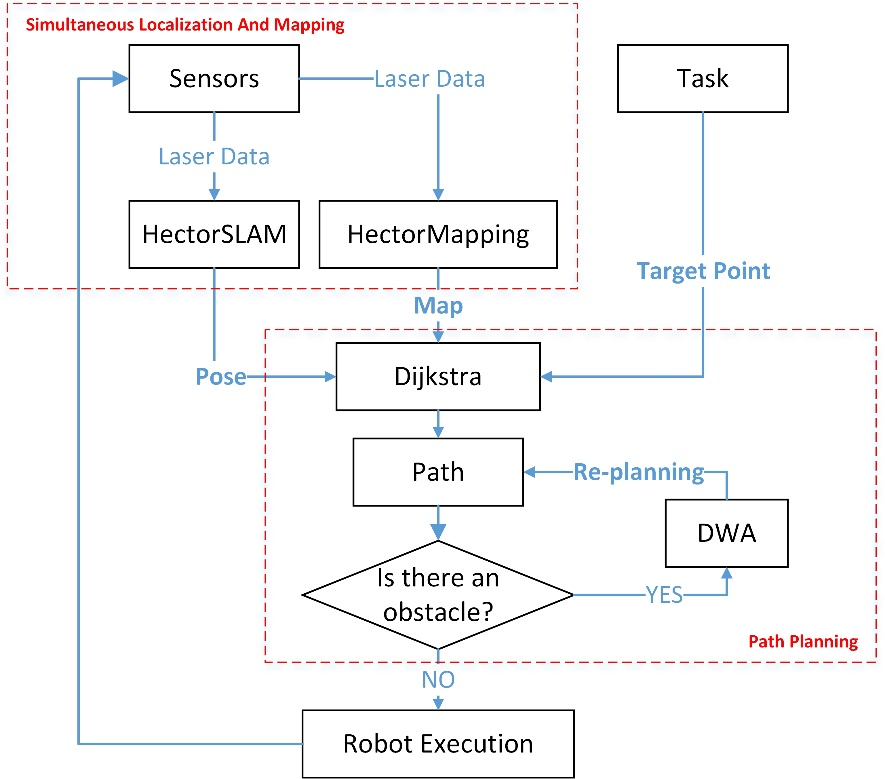 Simultaneous Localization And Mapping
Sensors
Laser Data
Task
Laser Data
HectorSLAM
HectorMapping
Target Point
Map
Pose
Dijkstra
Path
Re-planning
DWA
Is there an
obstacle?
YES
Path Planning
NO
Robot Execution